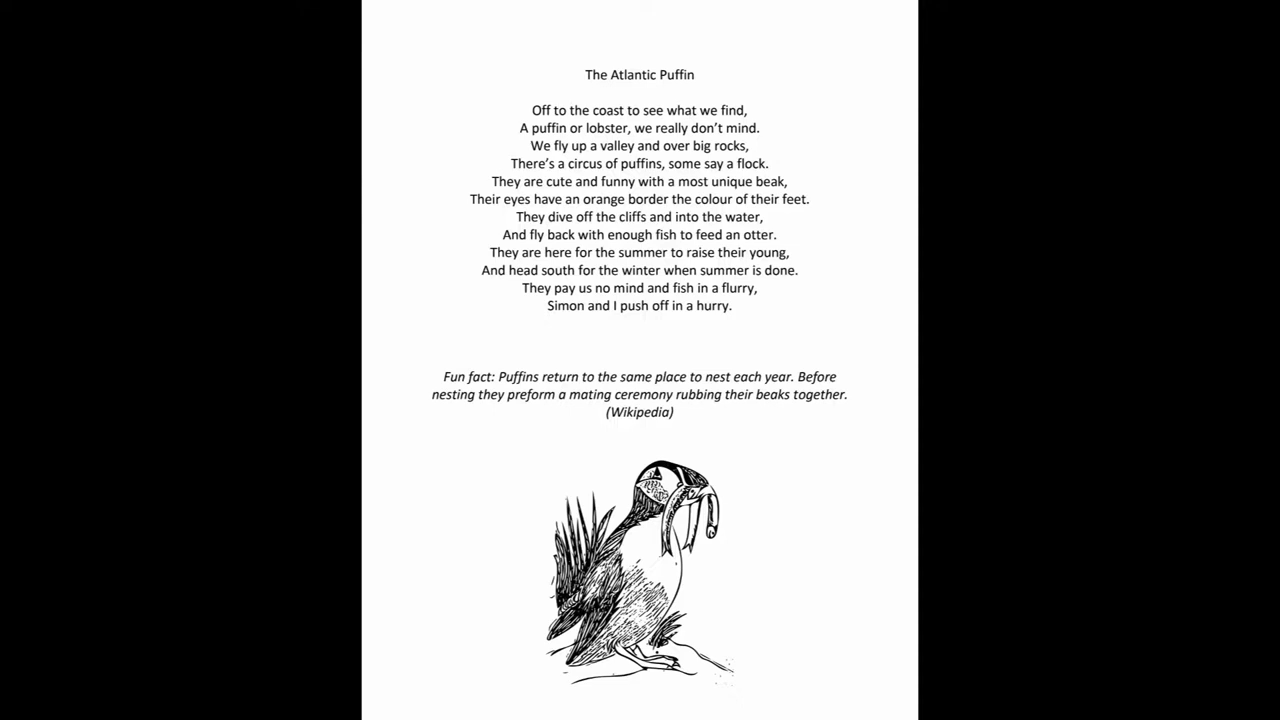 The Atlantic Puffin
Off to the coast to see what we find,
A puffin or lobster, we really don’t mind.
We fly up a valley and over big rocks,
There’s a circus of puffins, some say a flock.
They are cute and funny with a most unique beak,
Their eyes have an orange border the colour of their feet.
They dive off the cliffs and into the water,
And fly back with enough fish to feed an otter.
They are here for the summer to raise their young,
And head south for the winter when summer is done.
They pay us no mind and fish in a flurry,
Simon and I push off in a hurry.
Fun fact: Puffins return to the same place to nest each year. Before
nesting they preform a mating ceremony rubbing their beaks together.
(Wikipedia)